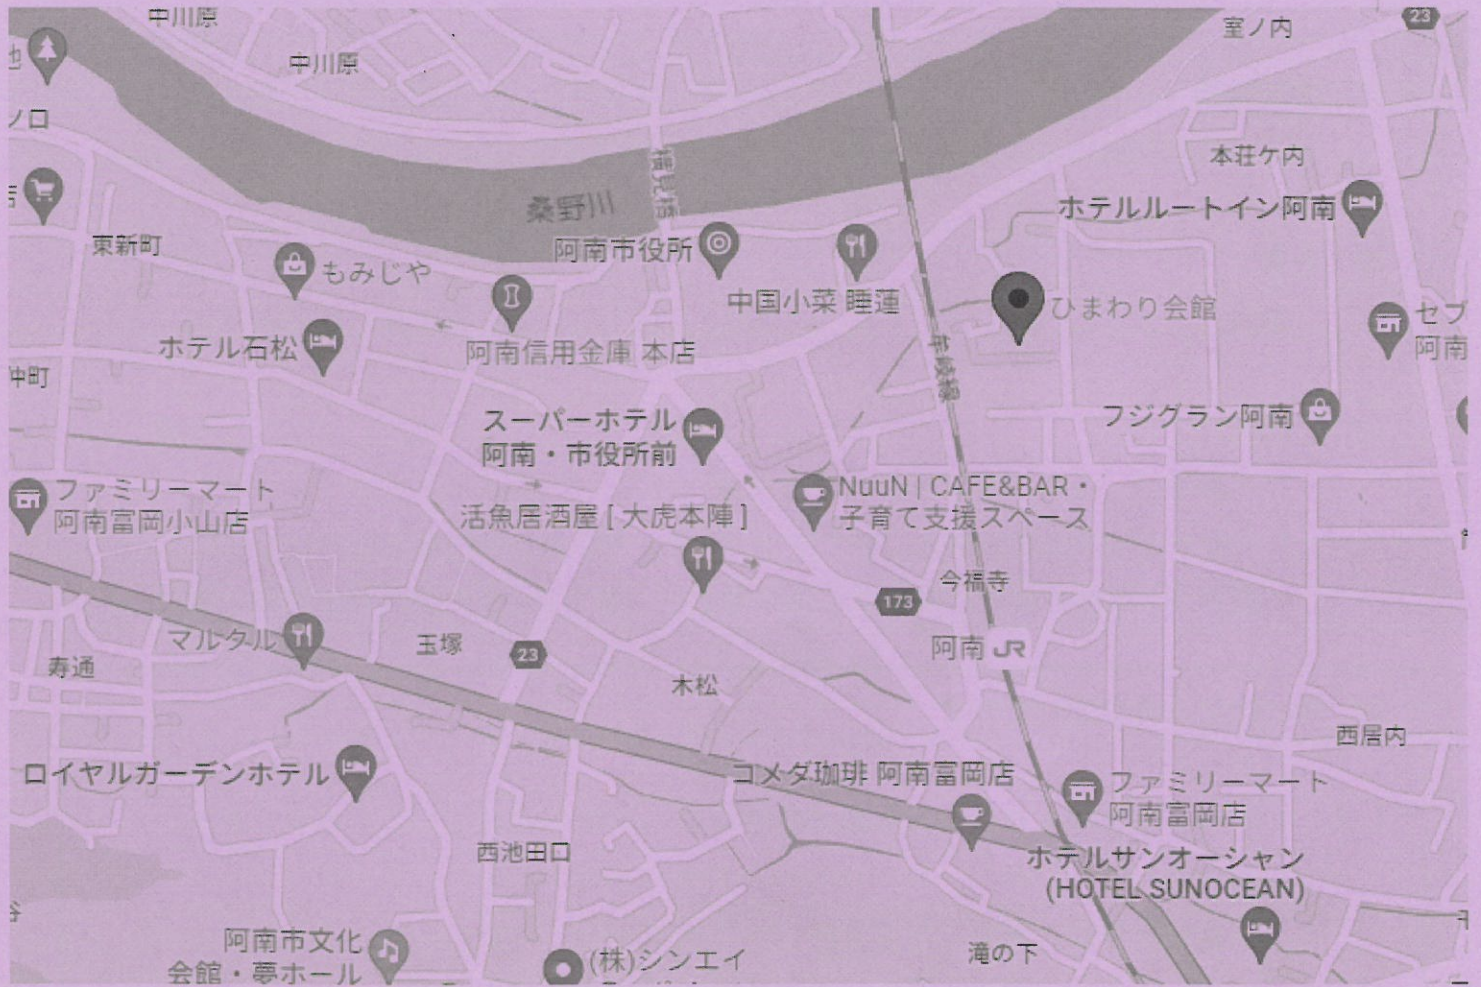 中川原
中川原
室ノ内
23
ノ口
本荘ケ内
ホテルルートイン阿南
桑野川
東新町
阿南市役所
もみじや
中国小菜 睡蓮
ひまわり会館
セブ
阿南
ホテル石松
阿南信用金庫 本店
牟岐線
仲町
スーパーホテル
阿南・市役所前
フジグラン阿南
ファミリーマート
阿南富岡小山店
NuuN | CAFE&BAR・
子育て支援スペース
活魚居酒屋 [ 大虎本陣 ]
今福寺
173
阿南 JR
マルタル
玉塚
23
寿通
木松
西居内
ロイヤルガーデンホテル
コメダ珈琲 阿南富岡店
ファミリーマート
阿南富岡店
西池田口
ホテルサンオーシャン
(HOTEL SUNOCEAN)
阿南市文化
会館・夢ホール
(株)シンエイ
滝の下